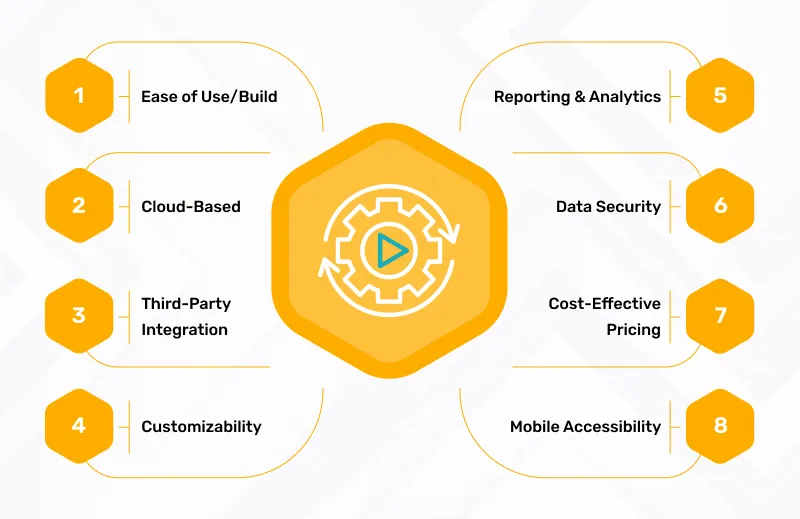 1
Ease of Use/Build
2
Cloud-Based
3
Third-Party
Integration
4
Customizability
Reporting & Analytics
5
Data Security
6
Cost-Effective
Pricing
7
Mobile Accessibility
8